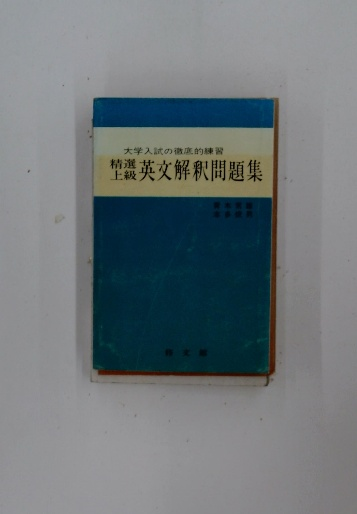 大学入試の徹底的練習
精選
上級 英文解釈問題集